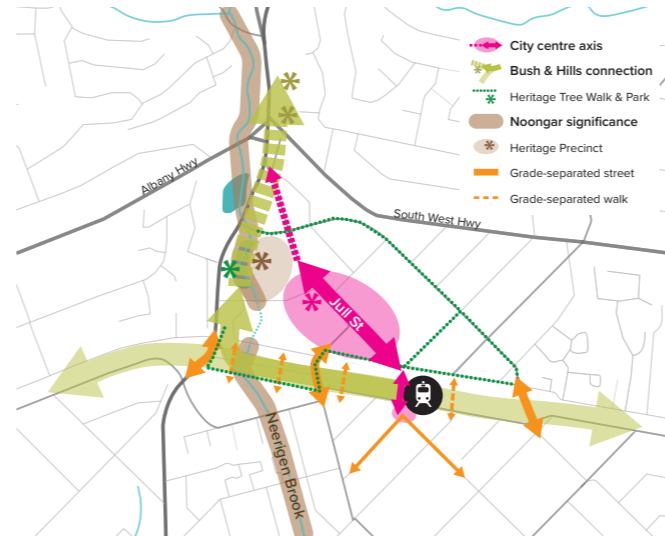 City centre axis
Bush & Hills connection
Heritage Tree Walk & Park
Noongar significance
Heritage Precinct
Grade-separated street
Grade-separated walk
Albany Hwy
South West Hwy
Jull St
Neerigen Brook